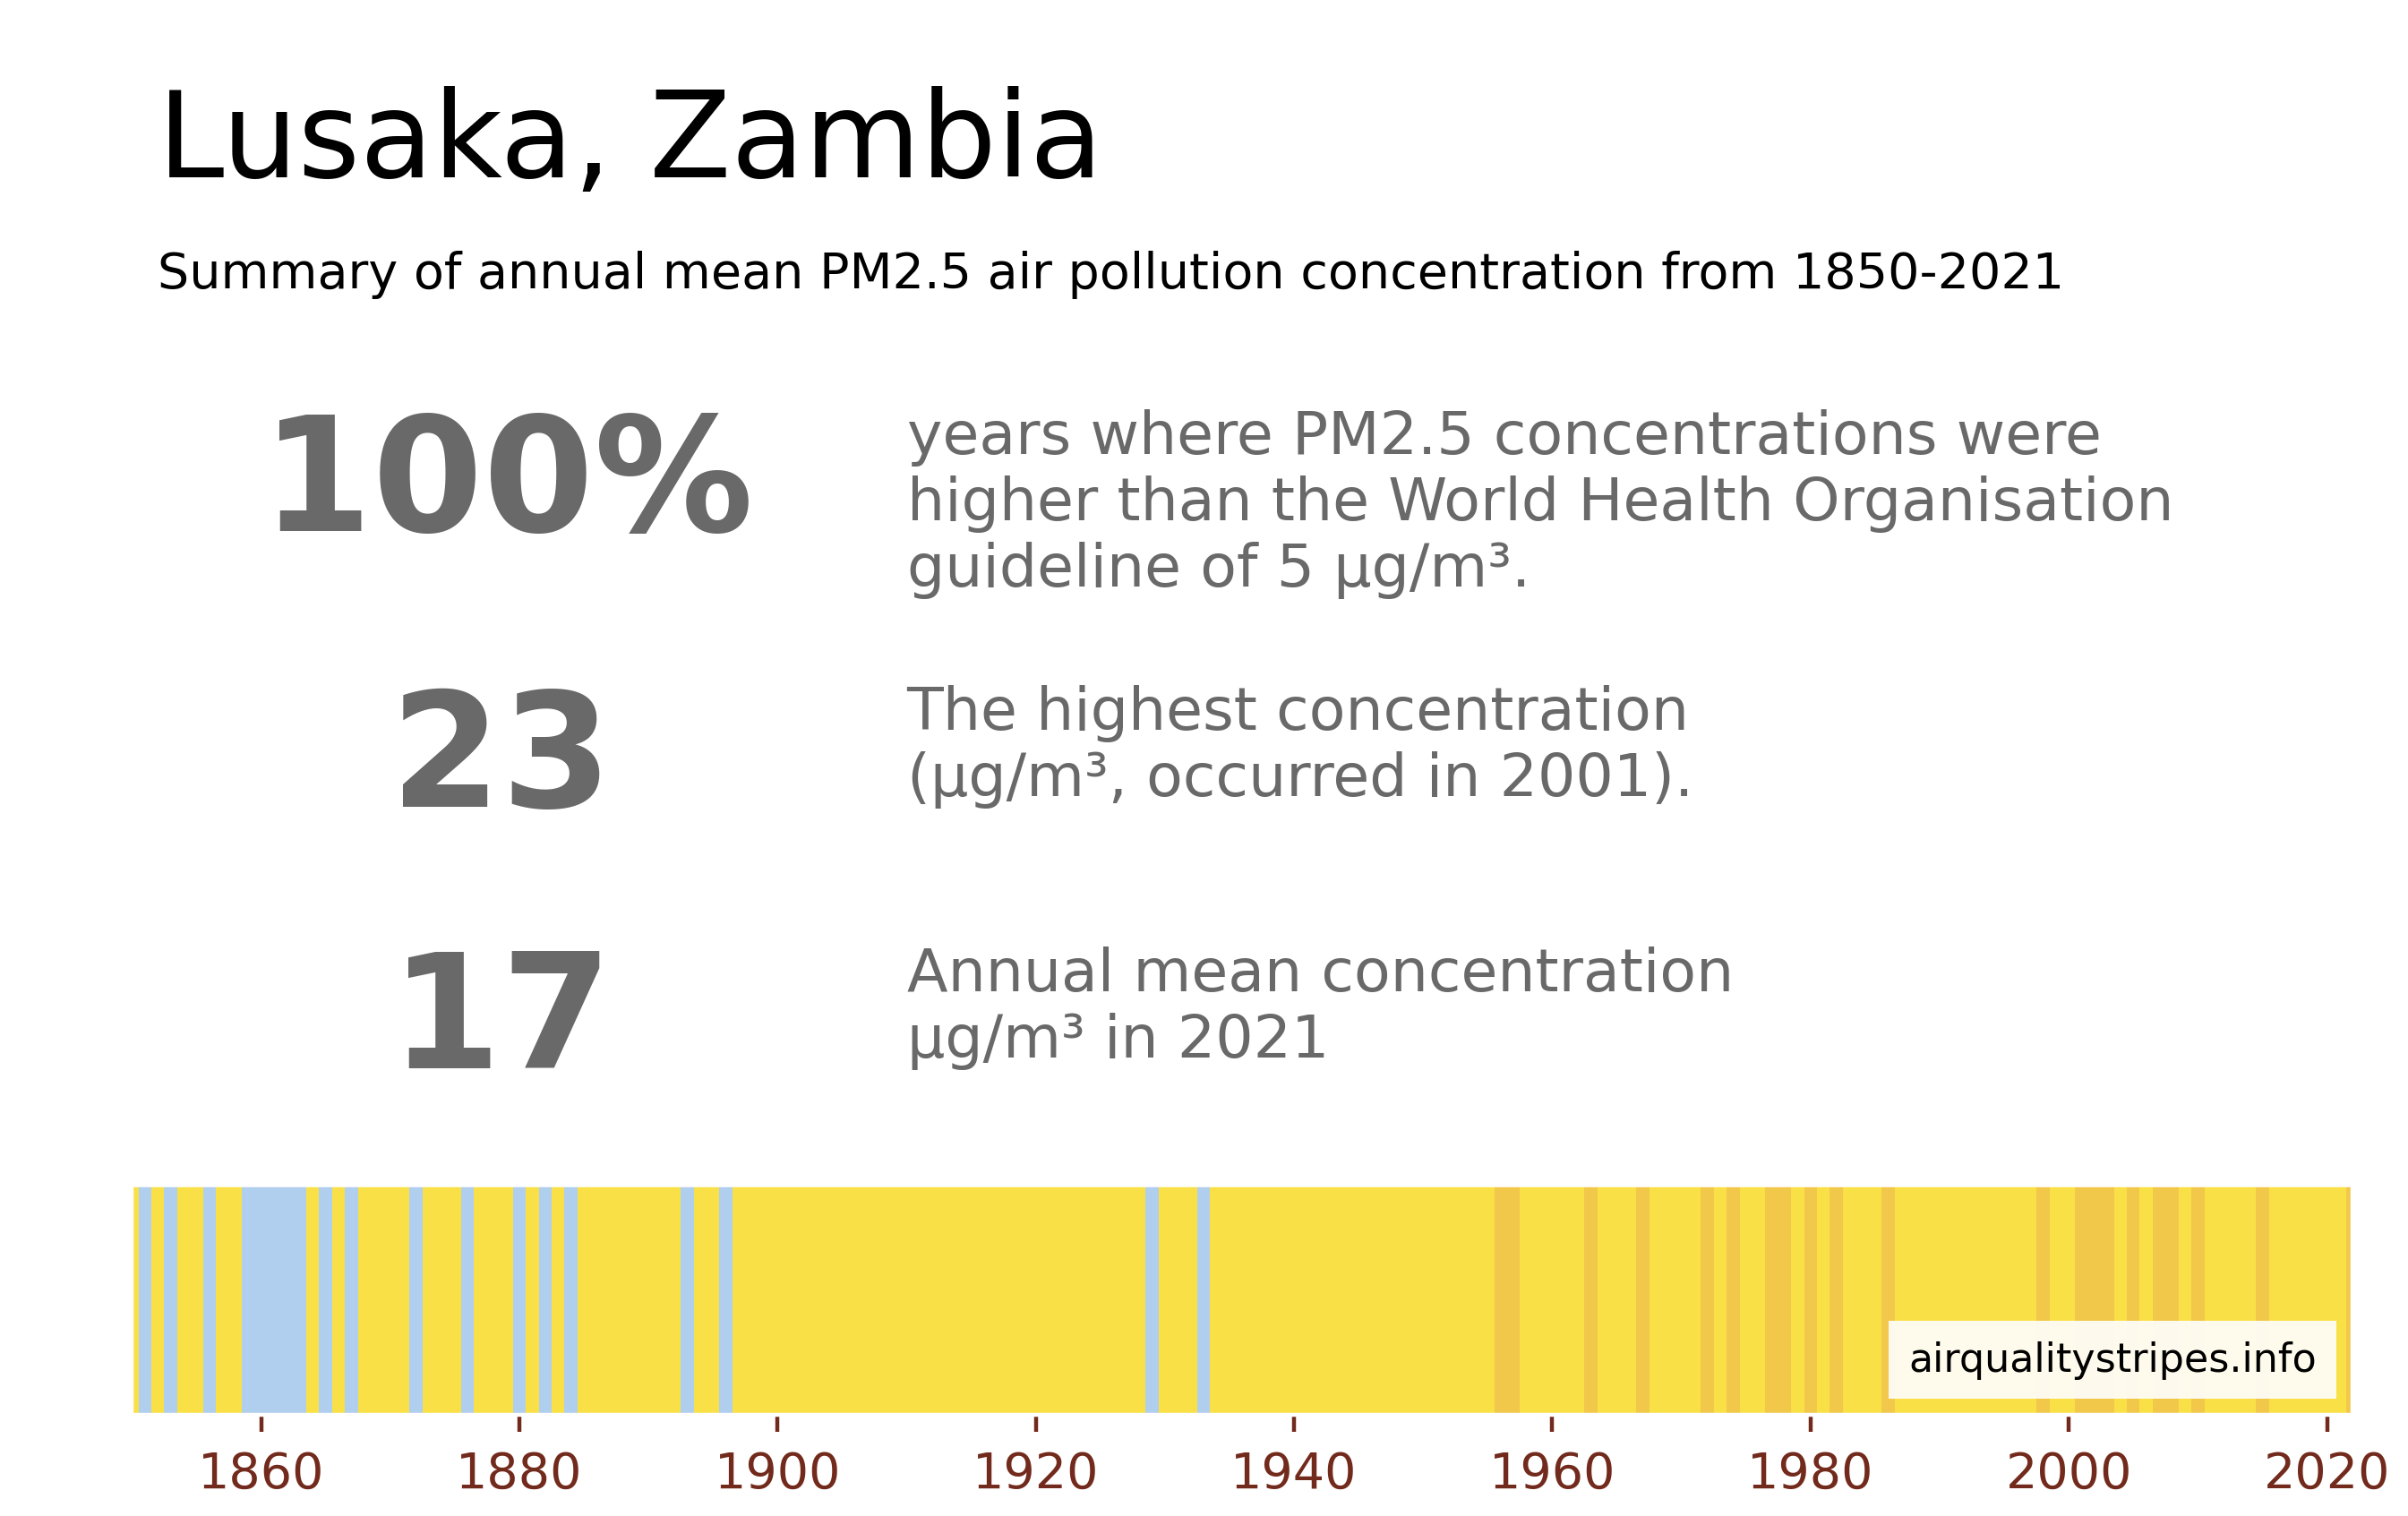 Lusaka, Zambia
Summary of annual mean PM2.5 air pollution concentration from 1850-2021
100%
years where PM2.5 concentrations were
higher than the World Health Organisation
guideline of 5 µg/m³.
23
The highest concentration
(µg/m³, occurred in 2001).
17
Annual mean concentration
µg/m³ in 2021
airqualitystripes.info
1860 1880 1900 1920 1940 1960 1980 2000 2020